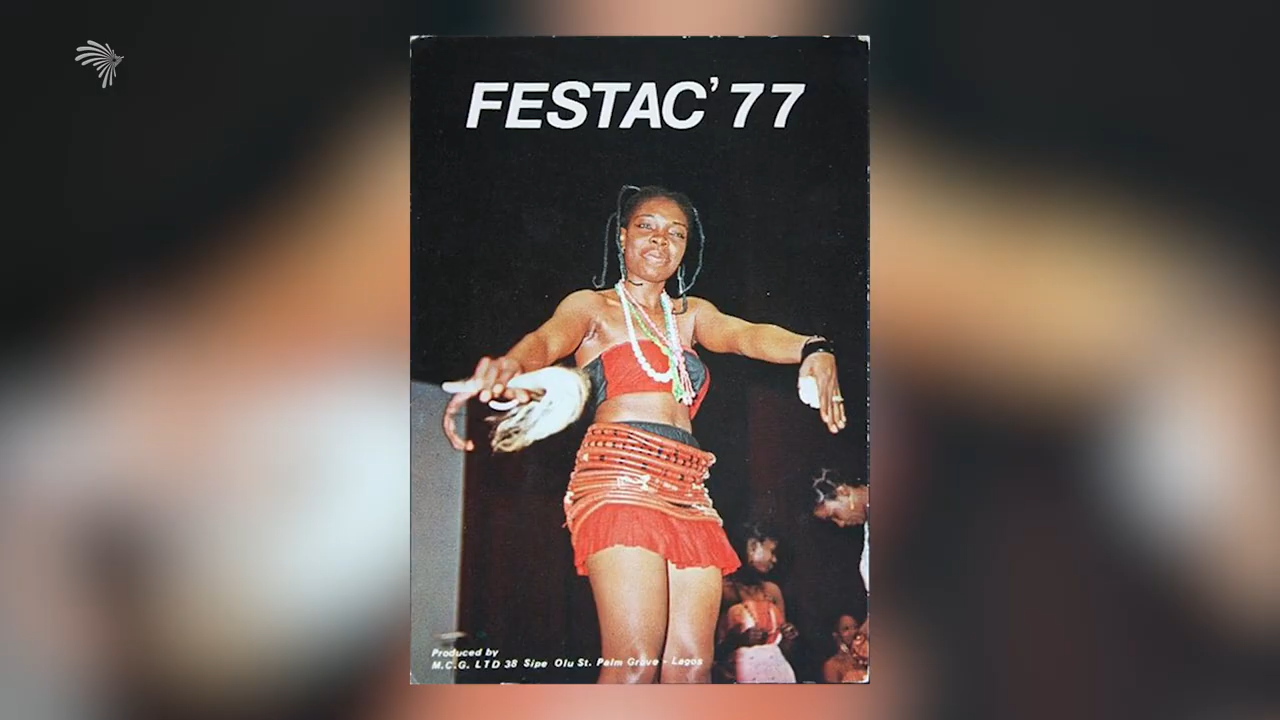 FESTAC'77
Produced by
M.C.G. LTD 38 Sipe Olu St. Palm Grove - Lagos